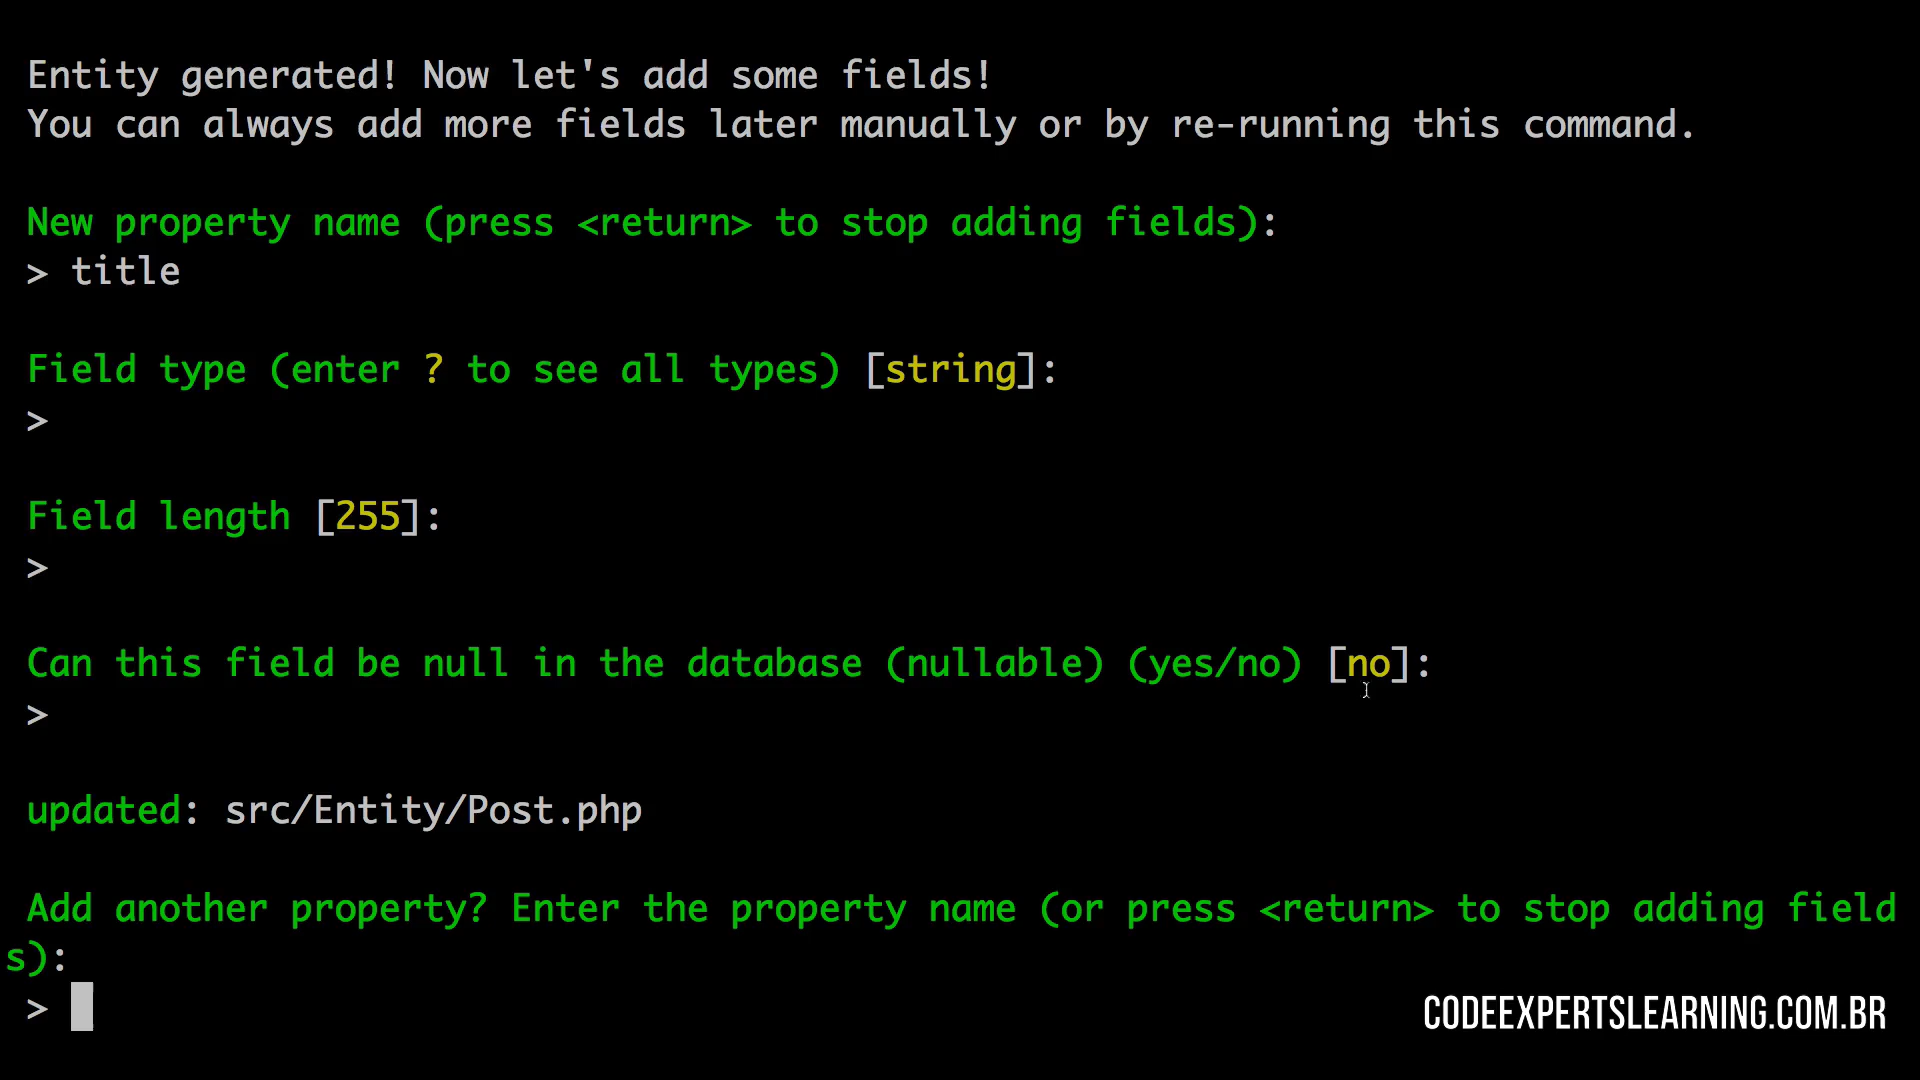 Entity generated! Now let's add some fields!
You can always add more fields later manually or by re-running this command.
New property name (press <return> to stop adding fields):
> title
Field type (enter ? to see all types) [string]:
>
Field length [255]:
>
Can this field be null in the database (nullable) (yes/no) [no]:
>
updated: src/Entity/Post.php
Add another property? Enter the property name (or press <return> to stop adding field
s):
>
CODEEXPERTSLEARNING.COM.BR